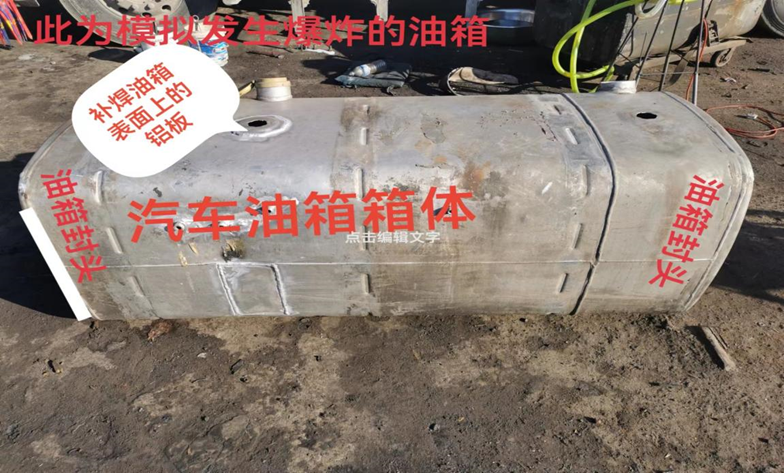 此为模拟发生爆炸的油箱
补焊油箱
表面上的
铝板
油箱封头
汽车油箱箱体
点击编辑文字
油箱封头